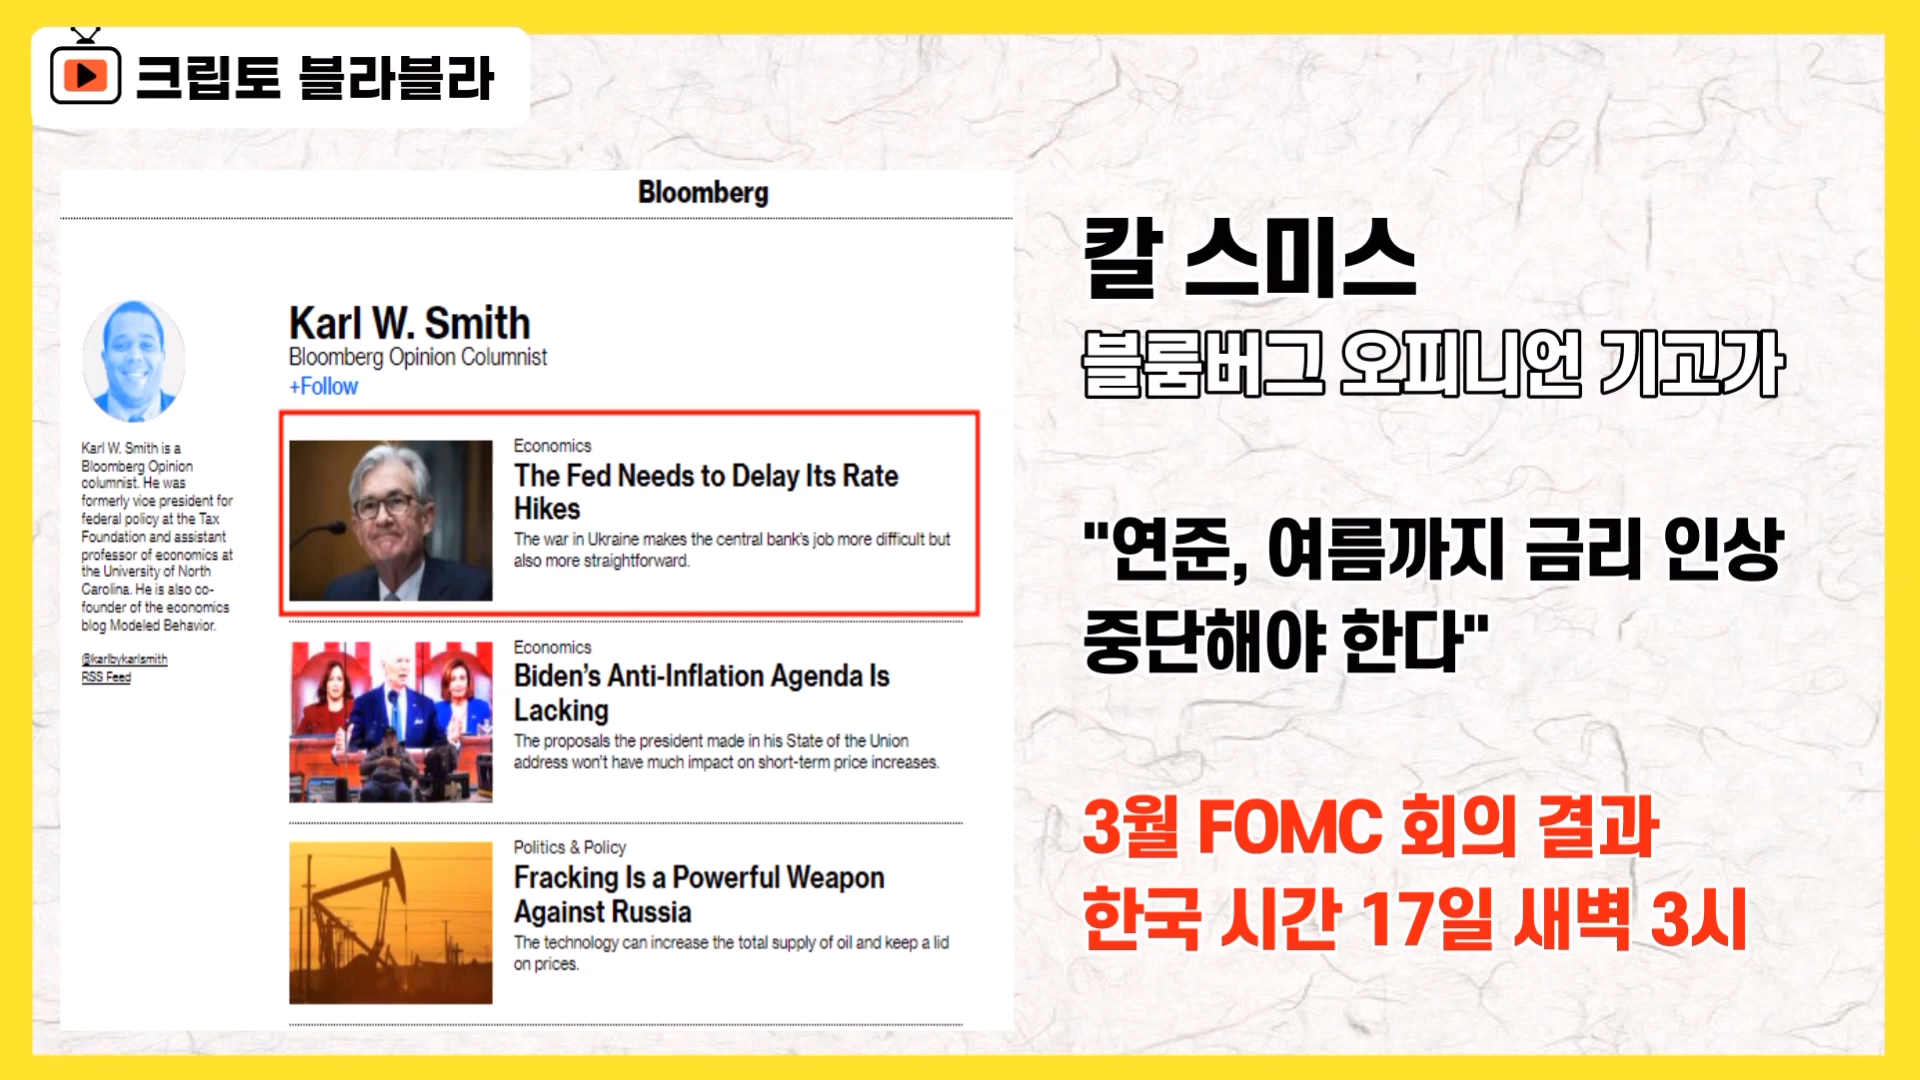 크립토 블라블라
Bloomberg
Karl W. Smith
Bloomberg Opinion Columnist
+Follow
Karl W. Smith is a
Bloomberg Opinion
columnist. He was
formerly vice president for
federal policy at the Tax
Foundation and assistant
professor of economics at
the University of North
Carolina. He is also co-
founder of the economics
blog Modeled Behavior.
@karlbykarlsmith
RSS Feed
Economics
The Fed Needs to Delay Its Rate
Hikes
The war in Ukraine makes the central bank's job more difficult but
also more straightforward.
Economics
Biden's Anti-Inflation Agenda Is
Lacking
The proposals the president made in his State of the Union
address won't have much impact on short-term price increases.
Politics & Policy
Fracking Is a Powerful Weapon
Against Russia
The technology can increase the total supply of oil and keep a lid
on prices.
칼 스미스
블룸버그 오피니언 기고가
"연준, 여름까지 금리 인상
중단해야 한다"
3월 FOMC 회의 결과
한국 시간 17일 새벽 3시